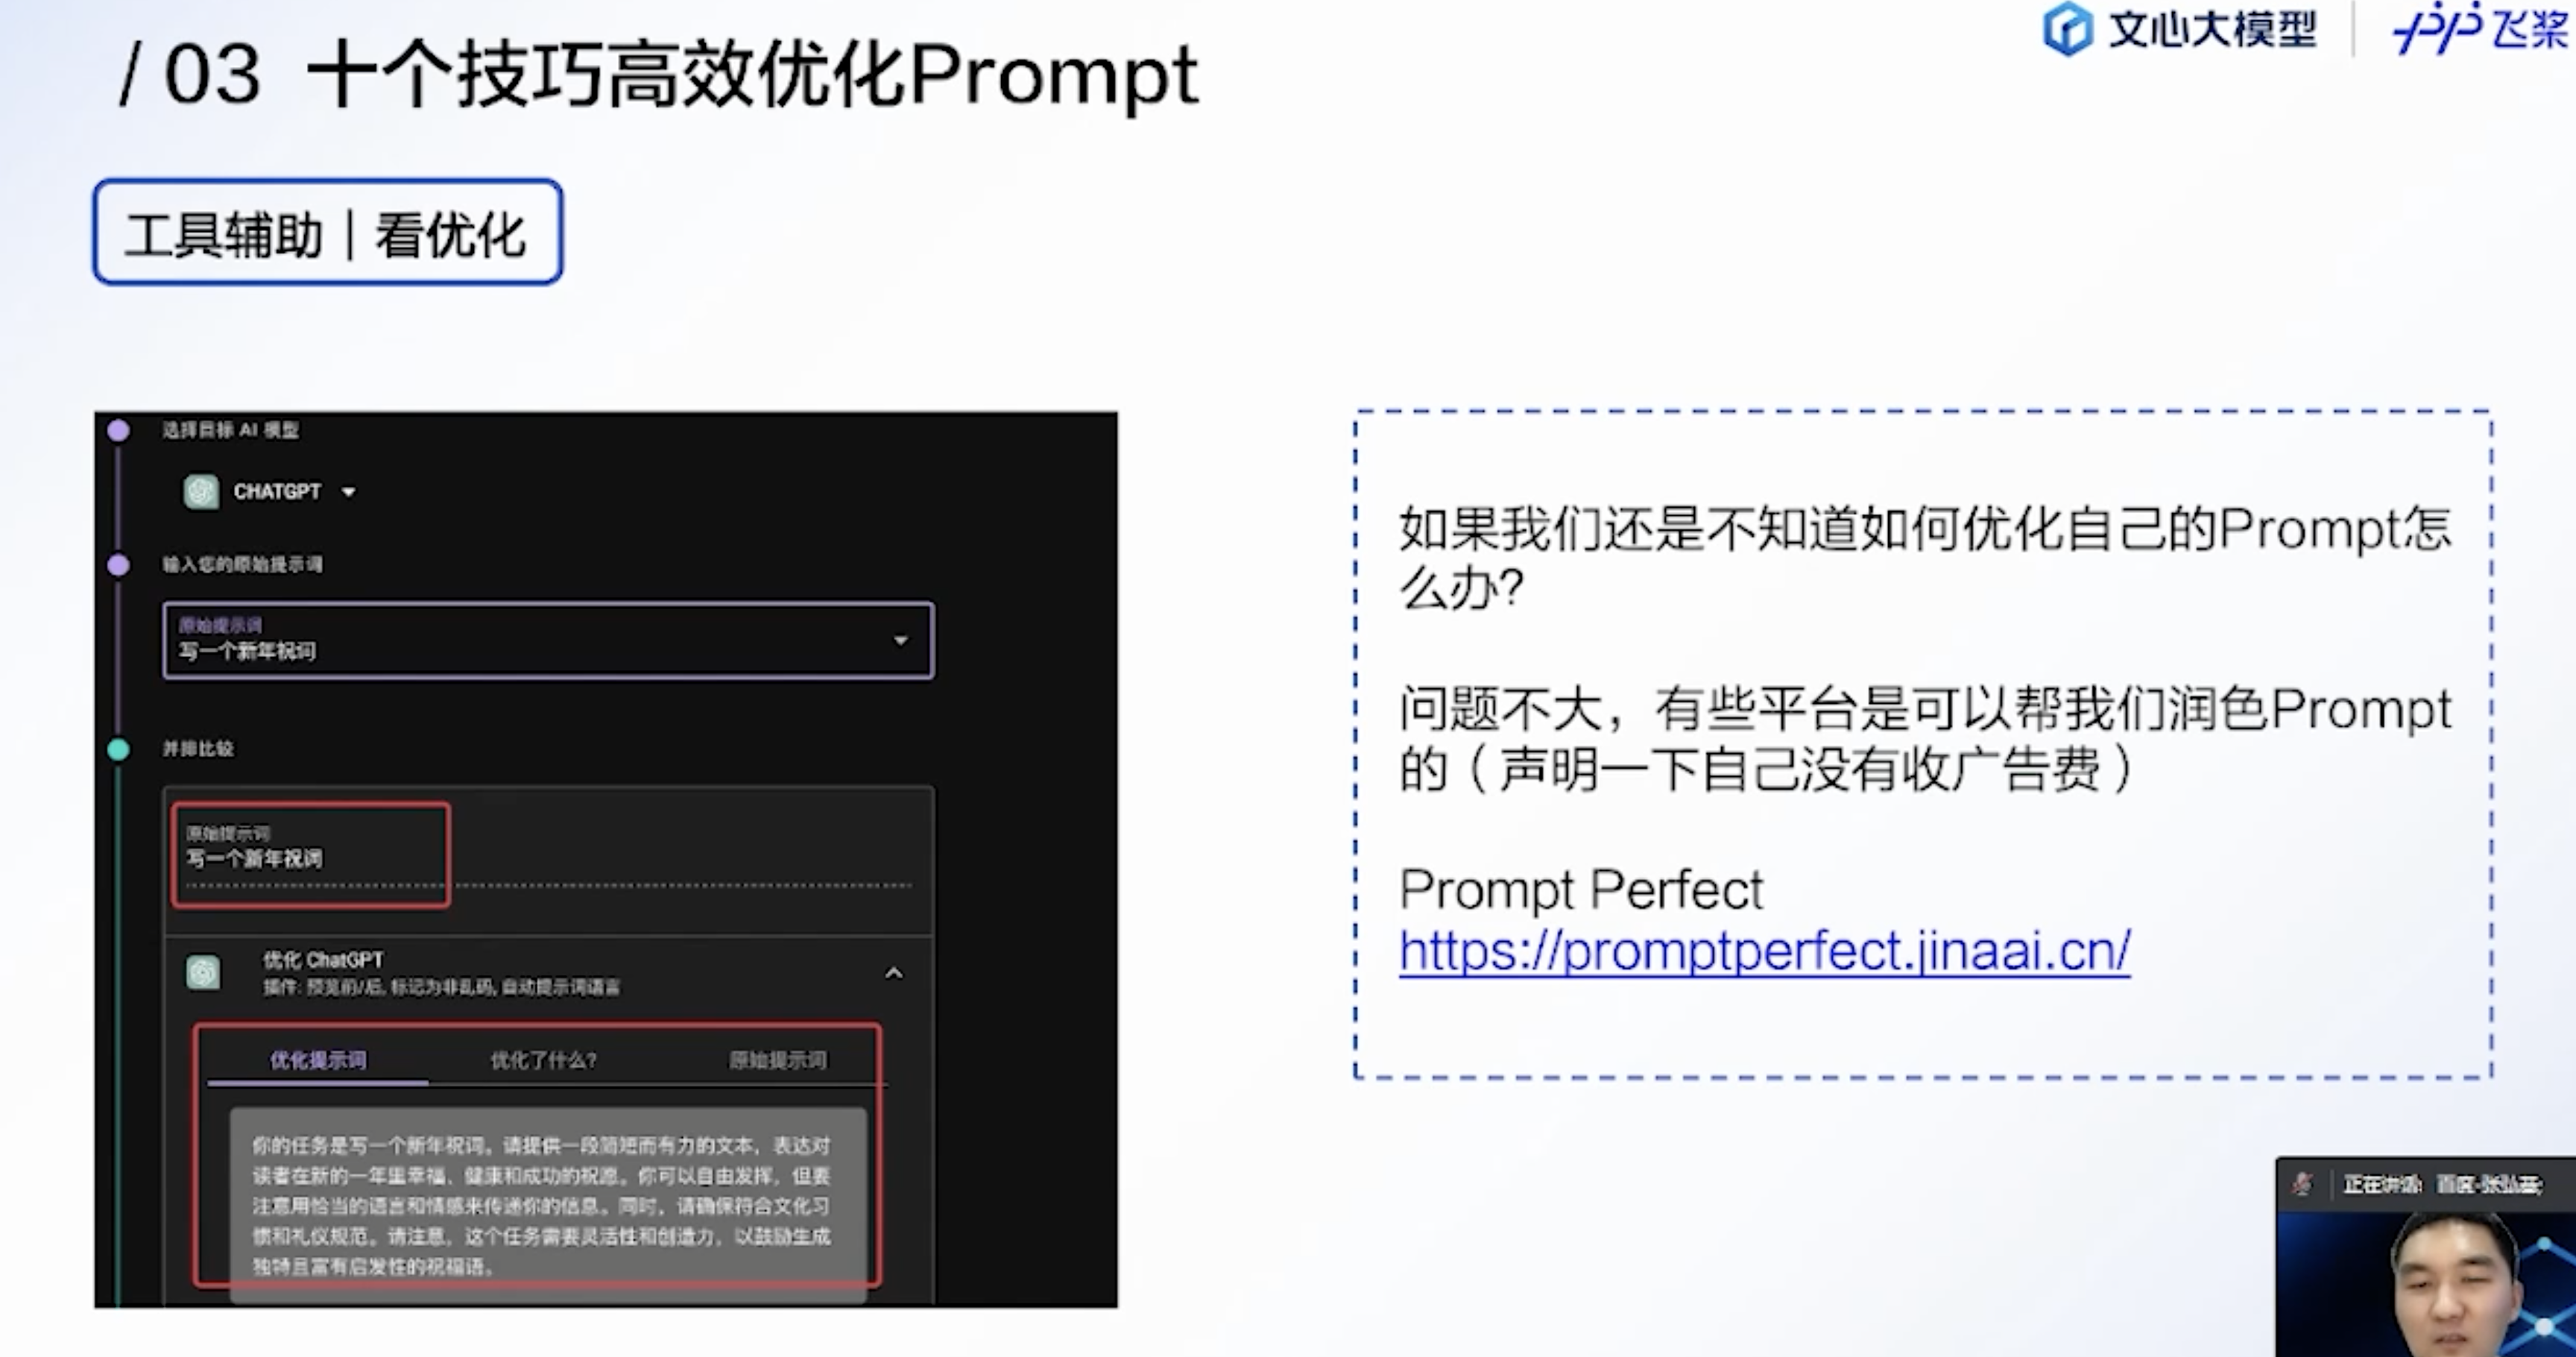 / 03 十个技巧高效优化Prompt
文心大模型 | 飞桨
工具辅助｜看优化
选择目标 AI 模型
CHATGPT
输入您的原始提示词
原始提示词
写一个新年祝词
并排比较
原始提示词
写一个新年祝词
优化 ChatGPT
插件: 预览前/后, 标记为非乱码, 自动提示词语言
优化提示词 优化了什么? 原始提示词
你的任务是写一个新年祝词。请提供一段简短而有力的文本，表达对
读者在新的一年里幸福、健康和成功的祝愿。你可以自由发挥，但要
注意用恰当的语言和情感来传递你的信息。同时，请确保符合文化习
惯和礼仪规范。请注意，这个任务需要灵活性和创造力，以鼓励生成
独特且富有启发性的祝福语。
如果我们还是不知道如何优化自己的Prompt怎
么办?
问题不大，有些平台是可以帮我们润色Prompt
的（声明一下自己没有收广告费）
Prompt Perfect
https://promptperfect.jinaai.cn/
正在讲话: 百度-张